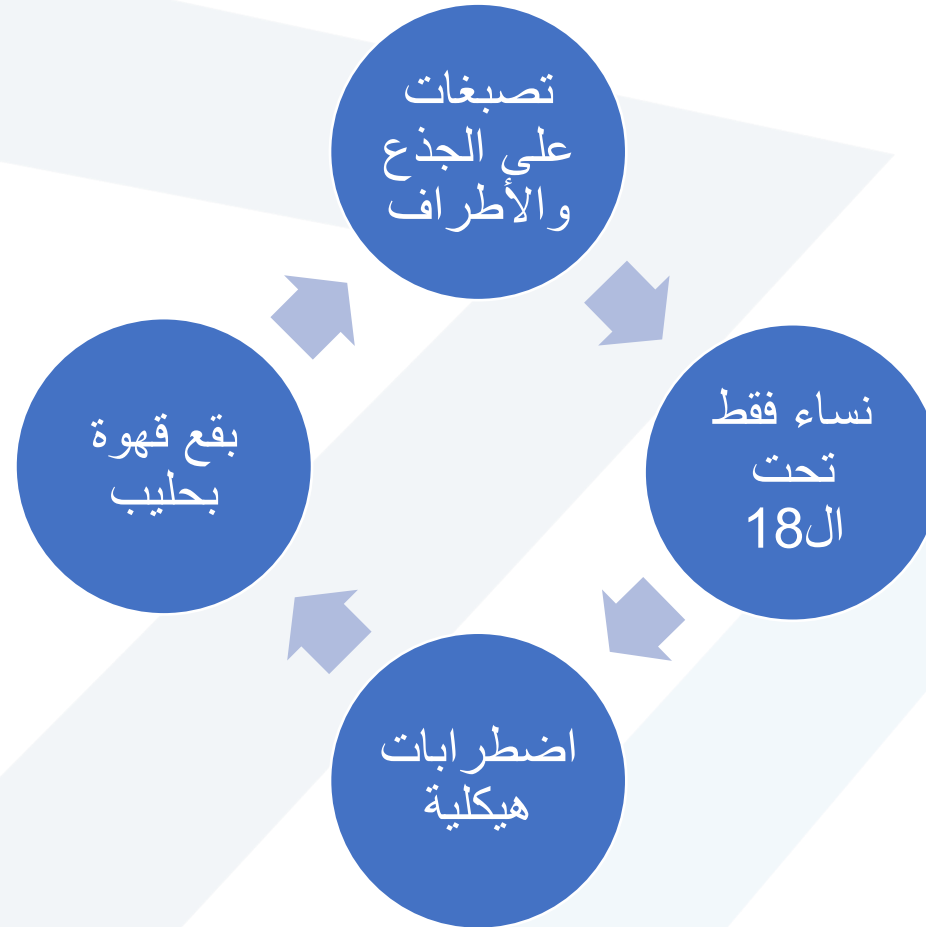 تصبغات
على الجذع
والأطراف
نساء فقط
تحت
ال18
اضطرابات
هيكلية
بقع قهوة
بحليب